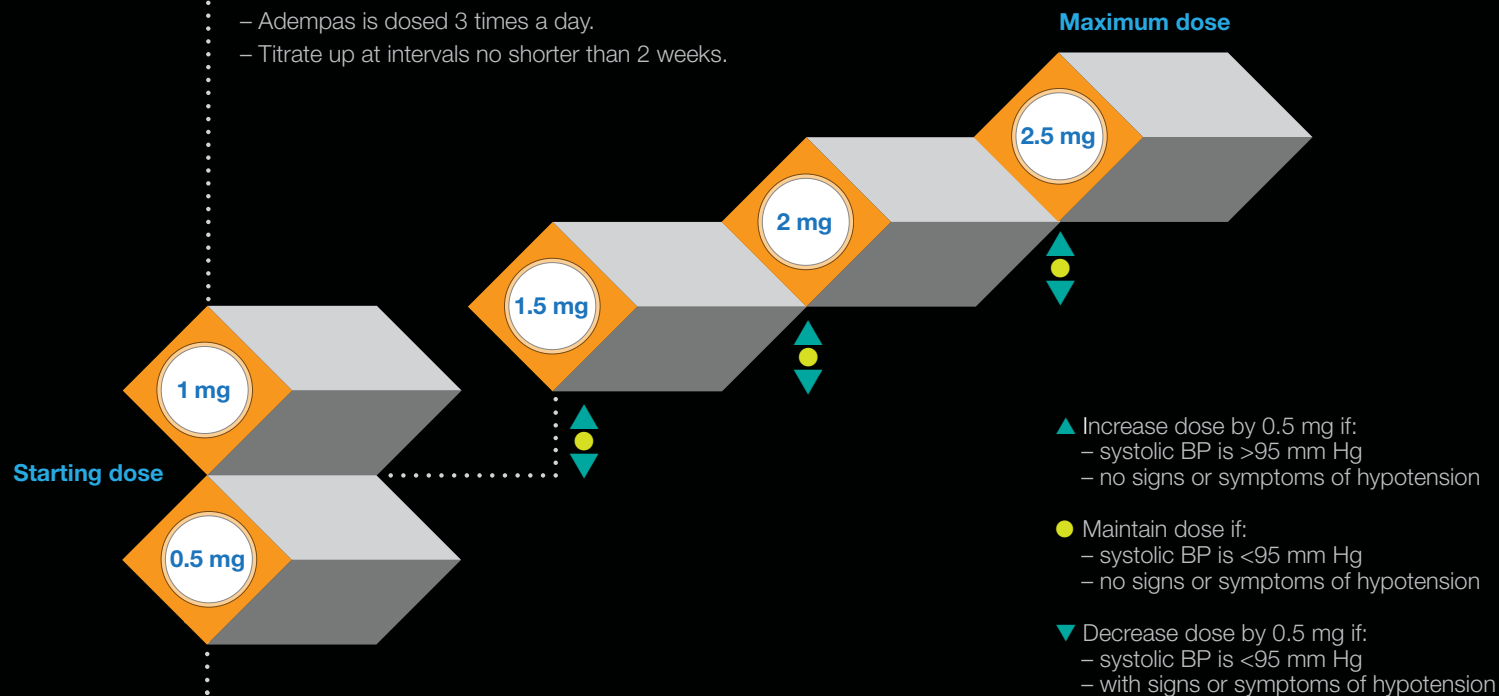 – Adempas is dosed 3 times a day.
– Titrate up at intervals no shorter than 2 weeks.
Maximum dose
2.5 mg
2 mg
1.5 mg
1 mg
Starting dose
0.5 mg
Increase dose by 0.5 mg if:
– systolic BP is >95 mm Hg
– no signs or symptoms of hypotension
Maintain dose if:
– systolic BP is <95 mm Hg
– no signs or symptoms of hypotension
Decrease dose by 0.5 mg if:
– systolic BP is <95 mm Hg
– with signs or symptoms of hypotension